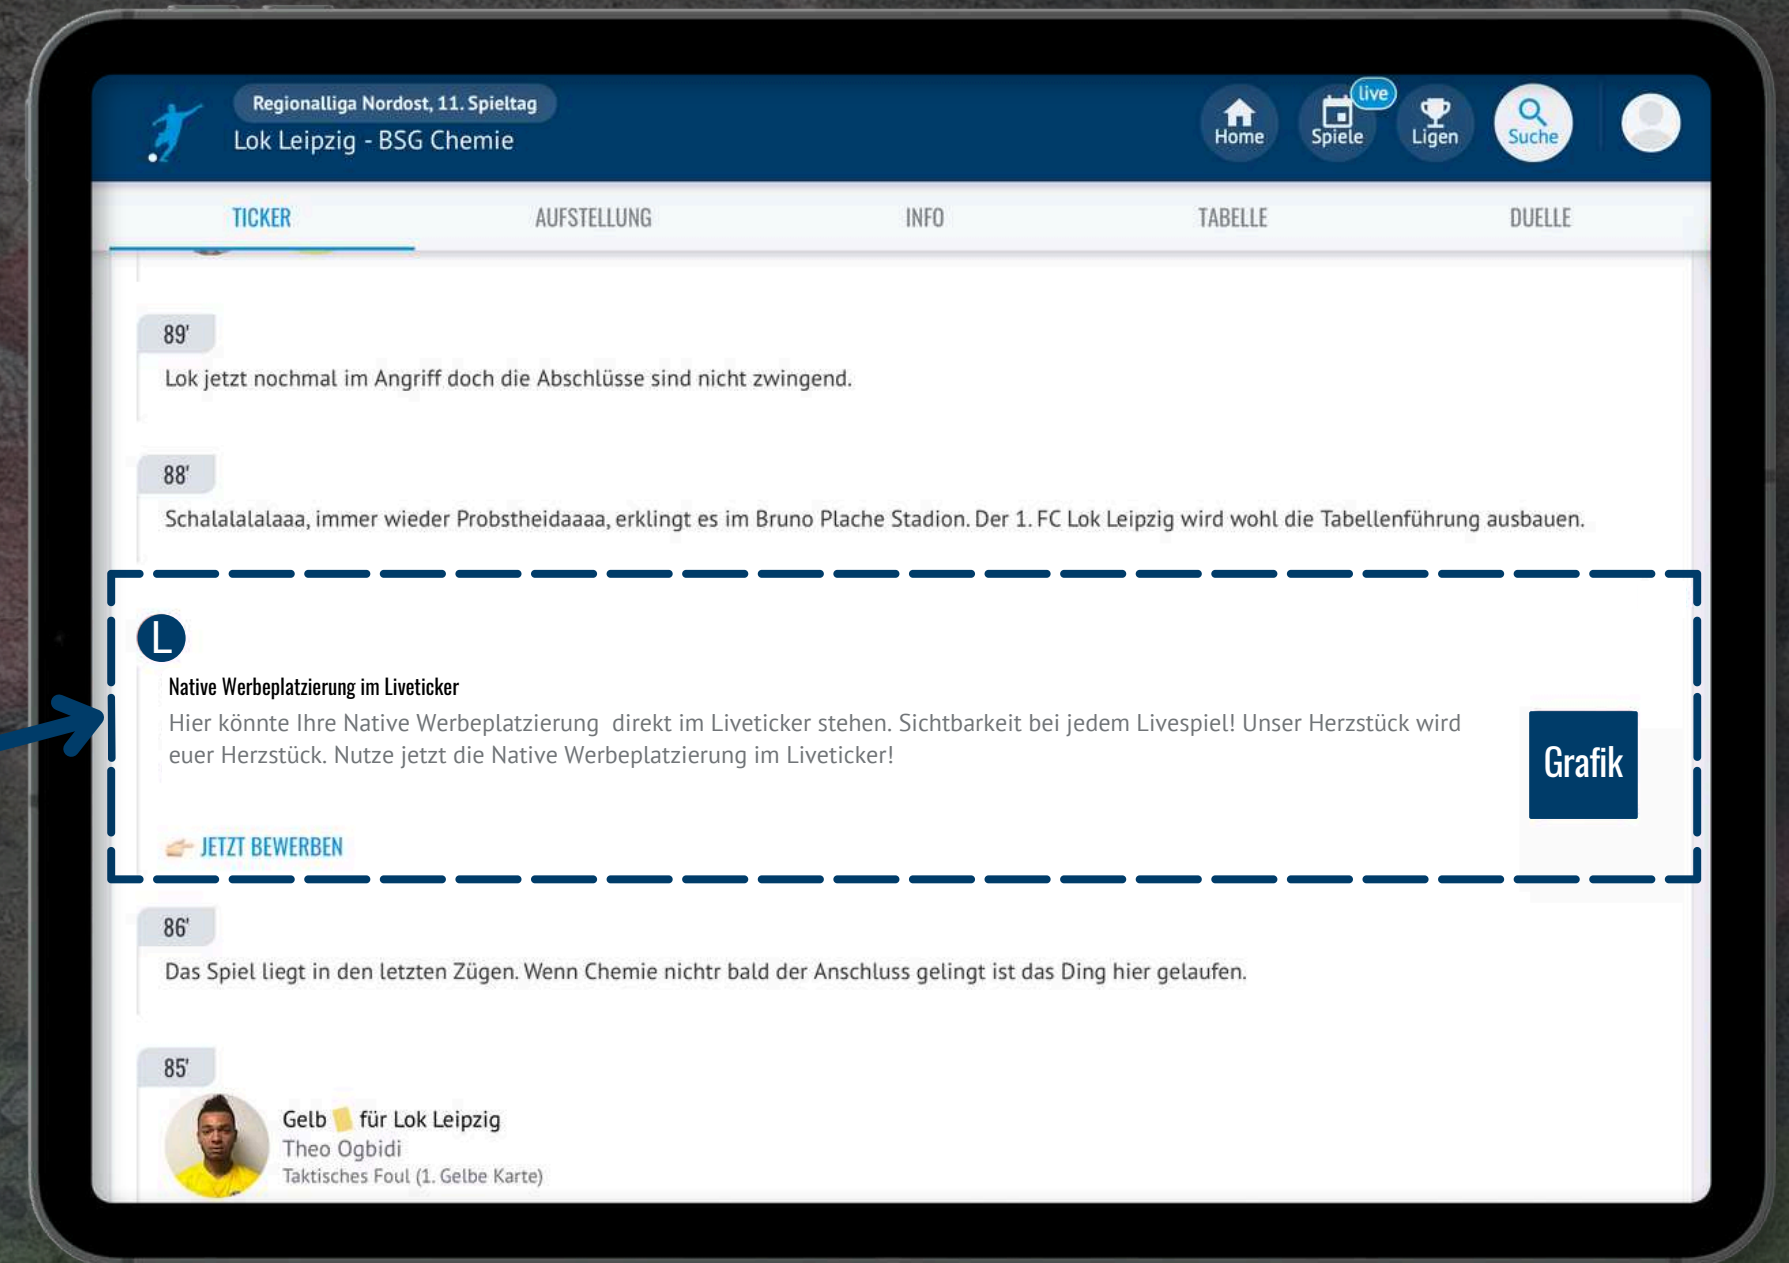 Regionalliga Nordost, 11. Spieltag
Lok Leipzig - BSG Chemie
live
Home
Spiele
Ligen
Suche
TICKER
AUFSTELLUNG
INFO
TABELLE
DUELLE
89'
Lok jetzt nochmal im Angriff doch die Abschlüsse sind nicht zwingend.
88'
Schalalalalaaa, immer wieder Probstheidaaaa, erklingt es im Bruno Plache Stadion. Der 1. FC Lok Leipzig wird wohl die Tabellenführung ausbauen.
L
Native Werbeplatzierung im Liveticker
Hier könnte Ihre Native Werbeplatzierung direkt im Liveticker stehen. Sichtbarkeit bei jedem Livespiel! Unser Herzstück wird
euer Herzstück. Nutze jetzt die Native Werbeplatzierung im Liveticker!
Grafik
JETZT BEWERBEN
86'
Das Spiel liegt in den letzten Zügen. Wenn Chemie nichtr bald der Anschluss gelingt ist das Ding hier gelaufen.
85'
Gelb für Lok Leipzig
Theo Ogbidi
Taktisches Foul (1. Gelbe Karte)